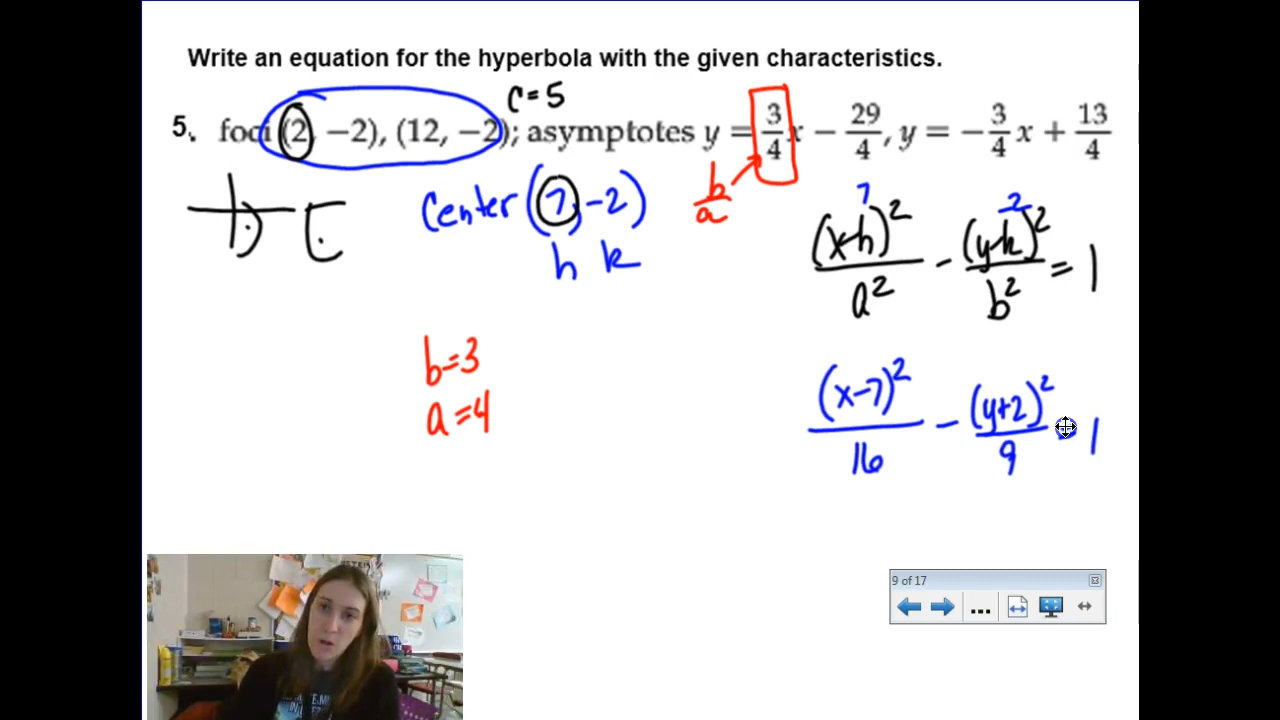 Write an equation for the hyperbola with the given characteristics.
c = 5
5. foci (2, −2), (12, −2); asymptotes y = 3/4 x − 29/4, y = −3/4 x + 13/4
center (7, −2)
h k
b/a
7 2
(x-h)²/a² − (y-k)²/b² = 1
b=3
a=4
(x−7)²/16 − (y+2)²/9 = 1
9 of 17
...